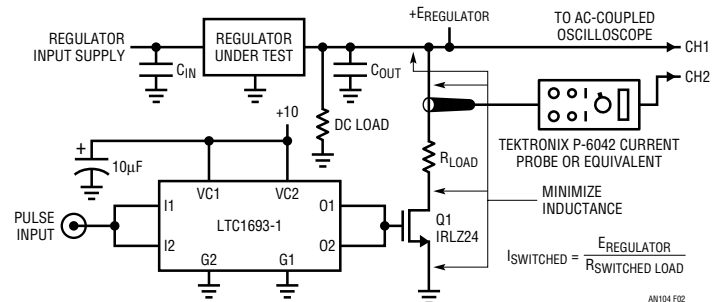 +EREGULATOR
TO AC-COUPLED
OSCILLOSCOPE
CH1
CH2
REGULATOR
INPUT SUPPLY
REGULATOR
UNDER TEST
CIN
COUT
DC LOAD
+10
+
10µF
RLOAD
TEKTRONIX P-6042 CURRENT
PROBE OR EQUIVALENT
MINIMIZE
INDUCTANCE
PULSE
INPUT
VC1
VC2
I1
I2
LTC1693-1
O1
O2
G2
G1
Q1
IRLZ24
ISWITCHED = EREGULATOR
RSWITCHED LOAD
AN104 F02